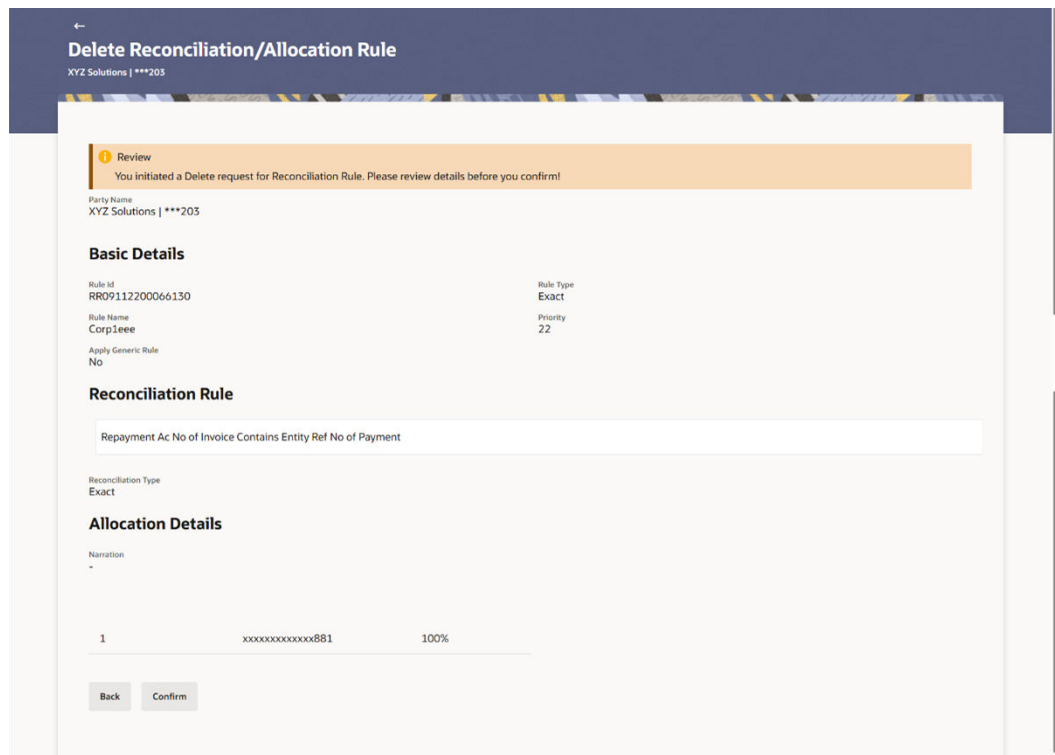 ←
Delete Reconciliation/Allocation Rule
XYZ Solutions | ***203
Review
You initiated a Delete request for Reconciliation Rule. Please review details before you confirm!
Party Name
XYZ Solutions | ***203
Basic Details
Rule Id
RR09112200066130
Rule Type
Exact
Rule Name
Corp1eee
Priority
22
Apply Generic Rule
No
Reconciliation Rule
Repayment Ac No of Invoice Contains Entity Ref No of Payment
Reconciliation Type
Exact
Allocation Details
Narration
-
1 xxxxxxxxxxxxx881 100%
Back Confirm